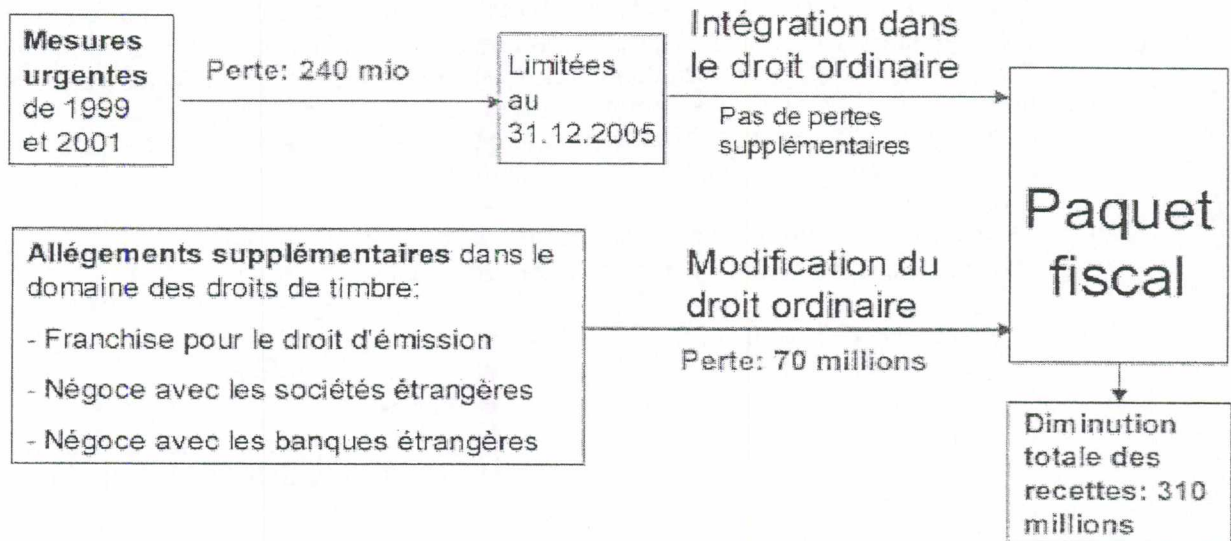 Mesures
urgentes
de 1999
et 2001
Perte: 240 mio
Limitées
au
31.12.2005
Intégration dans
le droit ordinaire
Pas de pertes
supplémentaires
Paquet
fiscal
Allégements supplémentaires dans le
domaine des droits de timbre:
- Franchise pour le droit d'émission
- Négoce avec les sociétés étrangères
- Négoce avec les banques étrangères
Modification du
droit ordinaire
Perte: 70 millions
Diminution
totale des
recettes: 310
millions